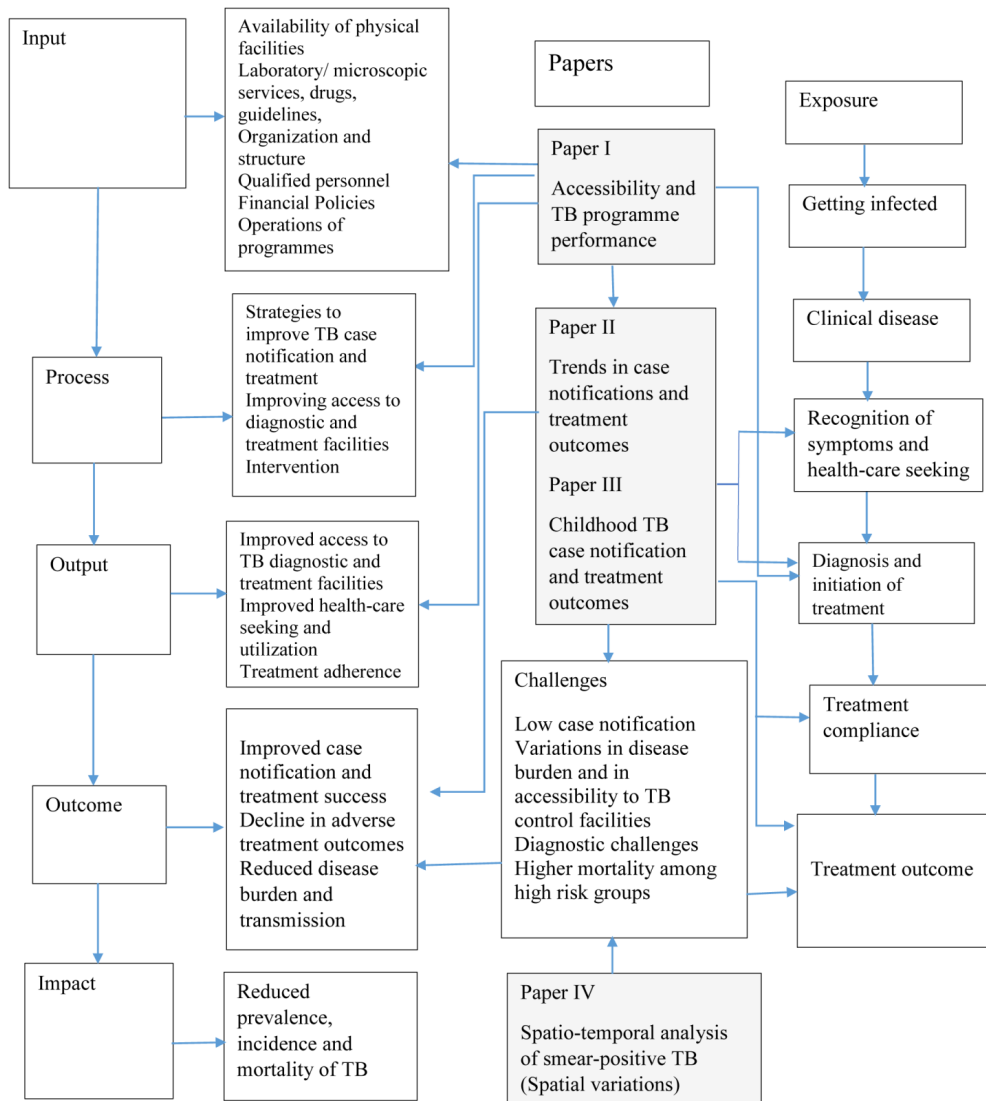 Input
Availability of physical
facilities
Laboratory/ microscopic
services, drugs,
guidelines,
Organization and
structure
Qualified personnel
Financial Policies
Operations of
programmes
Process
Strategies to
improve TB case
notification and
treatment
Improving access to
diagnostic and
treatment facilities
Intervention
Output
Improved access to
TB diagnostic and
treatment facilities
Improved health-care
seeking and
utilization
Treatment adherence
Outcome
Improved case
notification and
treatment success
Decline in adverse
treatment outcomes
Reduced disease
burden and
transmission
Impact
Reduced
prevalence,
incidence and
mortality of TB
Papers
Paper I
Accessibility and
TB programme
performance
Paper II
Trends in case
notifications and
treatment
outcomes
Paper III
Childhood TB
case notification
and treatment
outcomes
Challenges
Low case notification
Variations in disease
burden and in
accessibility to TB
control facilities
Diagnostic challenges
Higher mortality among
high risk groups
Paper IV
Spatio-temporal analysis
of smear-positive TB
(Spatial variations)
Exposure
Getting infected
Clinical disease
Recognition of
symptoms and
health-care seeking
Diagnosis and
initiation of
treatment
Treatment
compliance
Treatment outcome